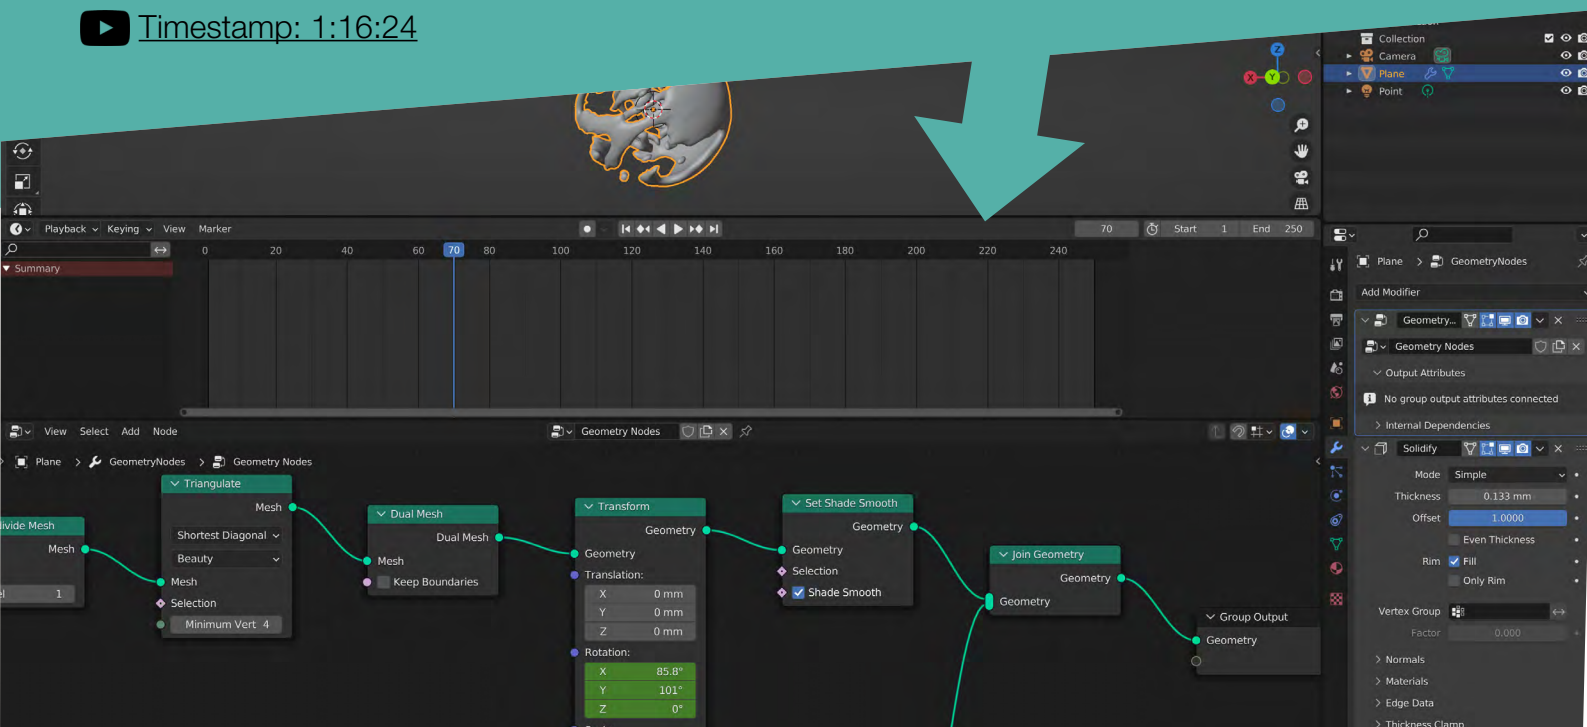 Timestamp: 1:16:24
Z
X
Y
Collection
Camera
Plane
Point
Playback
Keying
View
Marker
70
Start 1
End 250
0 20 40 60 70 80 100 120 140 160 180 200 220 240
Summary
Plane > GeometryNodes
Add Modifier
Geometry...
Geometry Nodes
Output Attributes
No group output attributes connected
Internal Dependencies
Solidify
Mode Simple
Thickness 0.133 mm
Offset 1.0000
Even Thickness
Rim Fill
Only Rim
Vertex Group
Factor 0.000
Normals
Materials
Edge Data
Thickness Clamp
View Select Add Node
Geometry Nodes
Plane > GeometryNodes > Geometry Nodes
Mesh
Mesh
1
Triangulate
Mesh
Shortest Diagonal
Beauty
Mesh
Selection
Minimum Vert 4
Dual Mesh
Dual Mesh
Mesh
Keep Boundaries
Transform
Geometry
Geometry
Translation:
X 0 mm
Y 0 mm
Z 0 mm
Rotation:
X 85.8°
Y 101°
Z 0°
Set Shade Smooth
Geometry
Geometry
Selection
Shade Smooth
Join Geometry
Geometry
Geometry
Group Output
Geometry